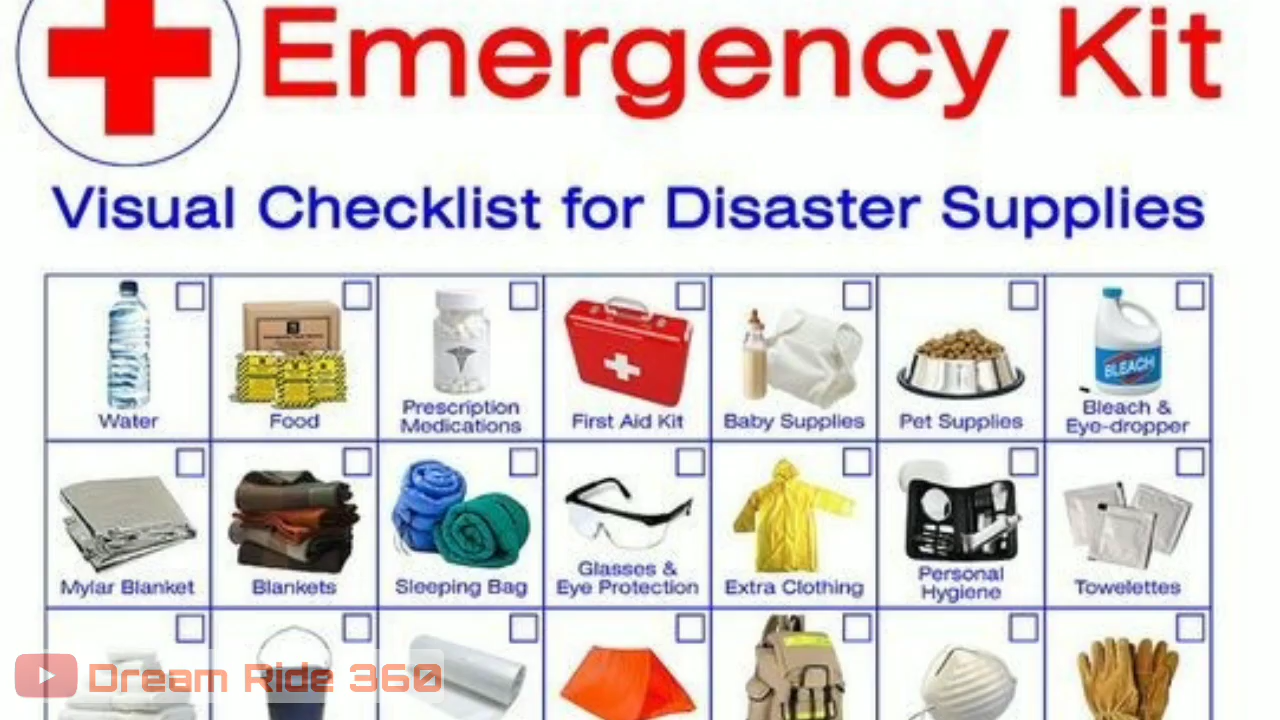 Emergency Kit
Visual Checklist for Disaster Supplies
Water
Food
Prescription
Medications
First Aid Kit
Baby Supplies
Pet Supplies
BLEACH
Bleach &
Eye-dropper
Mylar Blanket
Blankets
Sleeping Bag
Glasses &
Eye Protection
Extra Clothing
Personal
Hygiene
Towelettes
Dream Ride 360